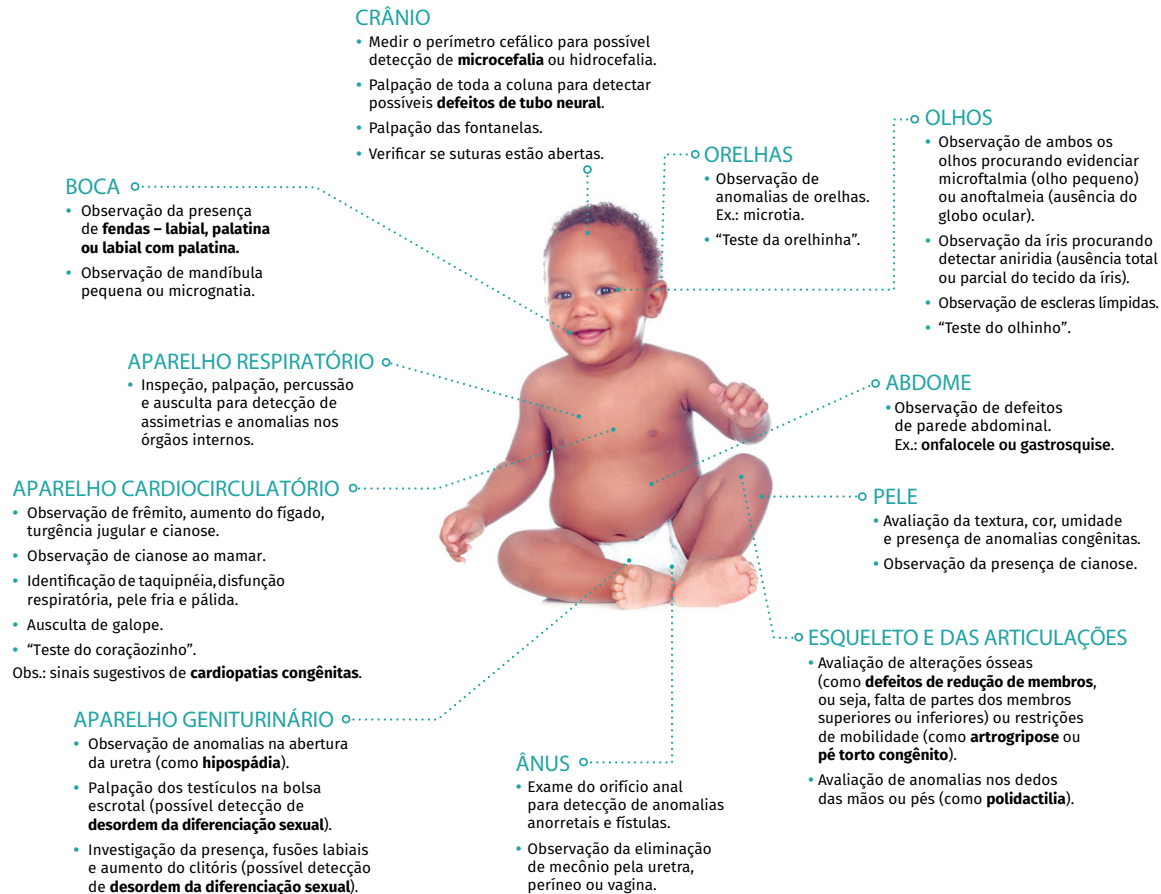 CRÂNIO
• Medir o perímetro cefálico para possível
detecção de microcefalia ou hidrocefalia.
• Palpação de toda a coluna para detectar
possíveis defeitos de tubo neural.
• Palpação das fontanelas.
• Verificar se suturas estão abertas.
OLHOS
• Observação de ambos os
olhos procurando evidenciar
microftalmia (olho pequeno)
ou anoftalmeia (ausência do
globo ocular).
• Observação da íris procurando
detectar aniridia (ausência total
ou parcial do tecido da íris).
• Observação de escleras límpidas.
• “Teste do olhinho”.
ORELHAS
• Observação de
anomalias de orelhas.
Ex.: microtia.
• “Teste da orelhinha”.
BOCA
• Observação da presença
de fendas – labial, palatina
ou labial com palatina.
• Observação de mandíbula
pequena ou micrognatia.
APARELHO RESPIRATÓRIO
• Inspeção, palpação, percussão
e ausculta para detecção de
assimetrias e anomalias nos
órgãos internos.
ABDOME
• Observação de defeitos
de parede abdominal.
Ex.: onfalocele ou gastrosquise.
APARELHO CARDIOCIRCULATÓRIO
• Observação de frêmito, aumento do fígado,
turgência jugular e cianose.
• Observação de cianose ao mamar.
• Identificação de taquipnéia, disfunção
respiratória, pele fria e pálida.
• Ausculta de galope.
• “Teste do coraçãozinho”.
Obs.: sinais sugestivos de cardiopatias congênitas.
PELE
• Avaliação da textura, cor, umidade
e presença de anomalias congênitas.
• Observação da presença de cianose.
ESQUELETO E DAS ARTICULAÇÕES
• Avaliação de alterações ósseas
(como defeitos de redução de membros,
ou seja, falta de partes dos membros
superiores ou inferiores) ou restrições
de mobilidade (como artrogripose ou
pé torto congênito).
• Avaliação de anomalias nos dedos
das mãos ou pés (como polidactilia).
APARELHO GENITURINÁRIO
• Observação de anomalias na abertura
da uretra (como hipospádia).
• Palpação dos testículos na bolsa
escrotal (possível detecção de
desordem da diferenciação sexual).
• Investigação da presença, fusões labiais
e aumento do clitóris (possível detecção
de desordem da diferenciação sexual).
ÂNUS
• Exame do orifício anal
para detecção de anomalias
anorretais e fístulas.
• Observação da eliminação
de mecônio pela uretra,
períneo ou vagina.